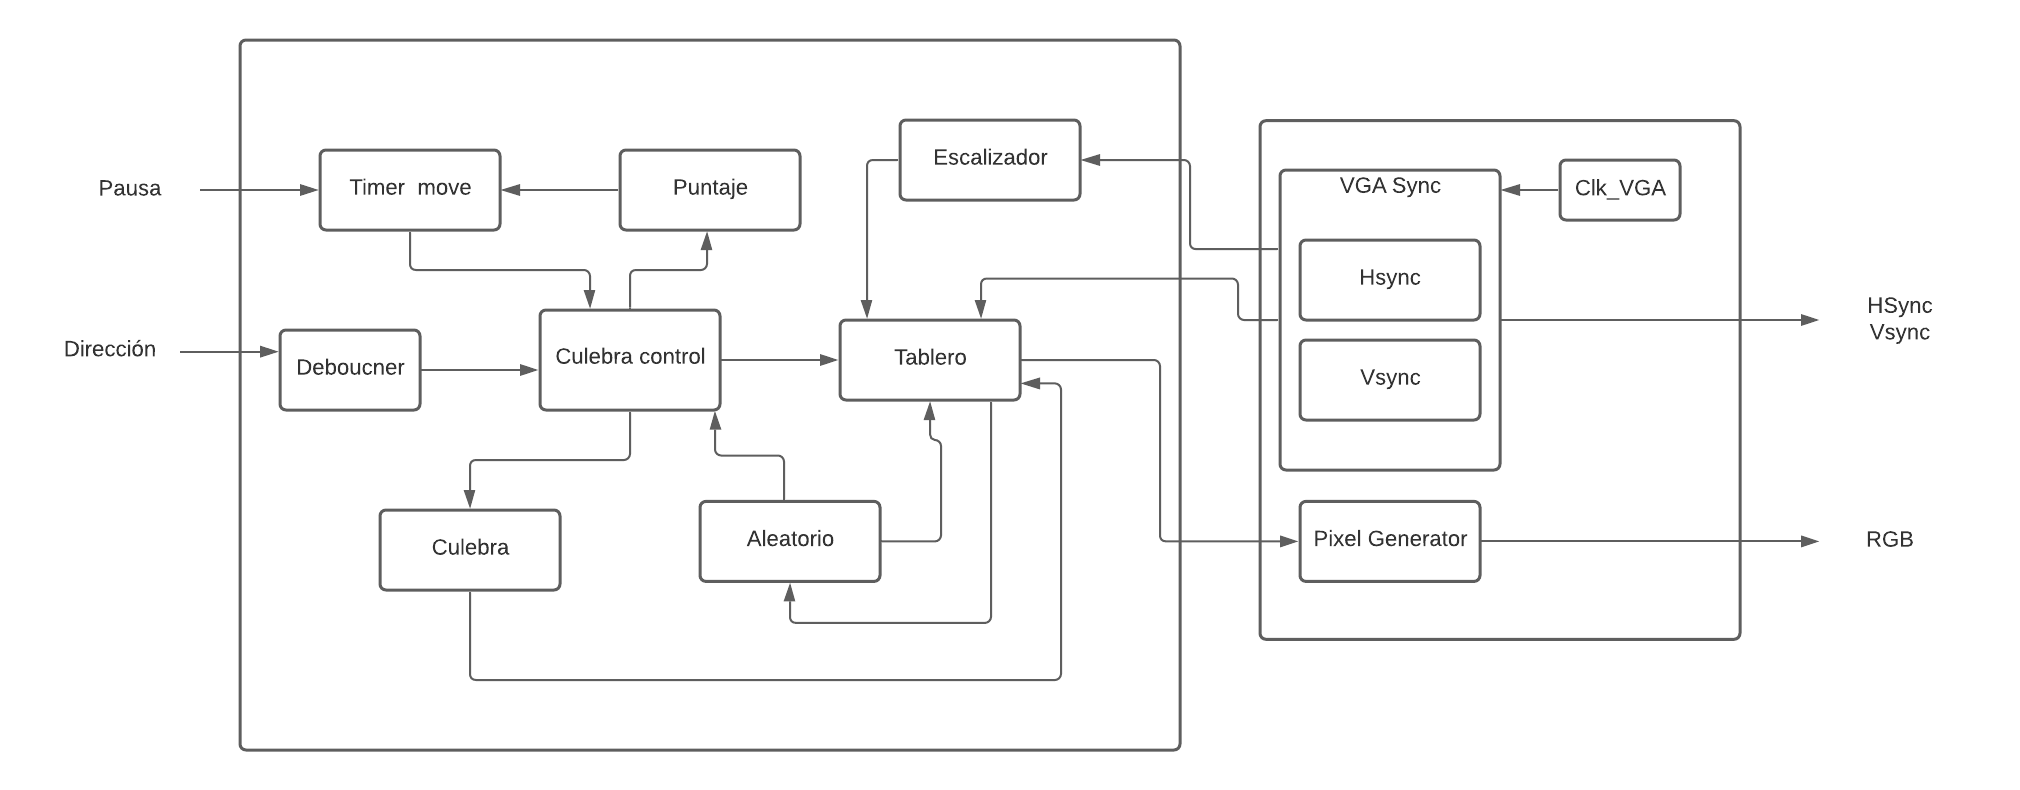 Pausa
Timer move
Puntaje
Escalizador
VGA Sync
Clk_VGA
Hsync
HSync
Vsync
Dirección
Deboucner
Culebra control
Tablero
Vsync
Culebra
Aleatorio
Pixel Generator
RGB